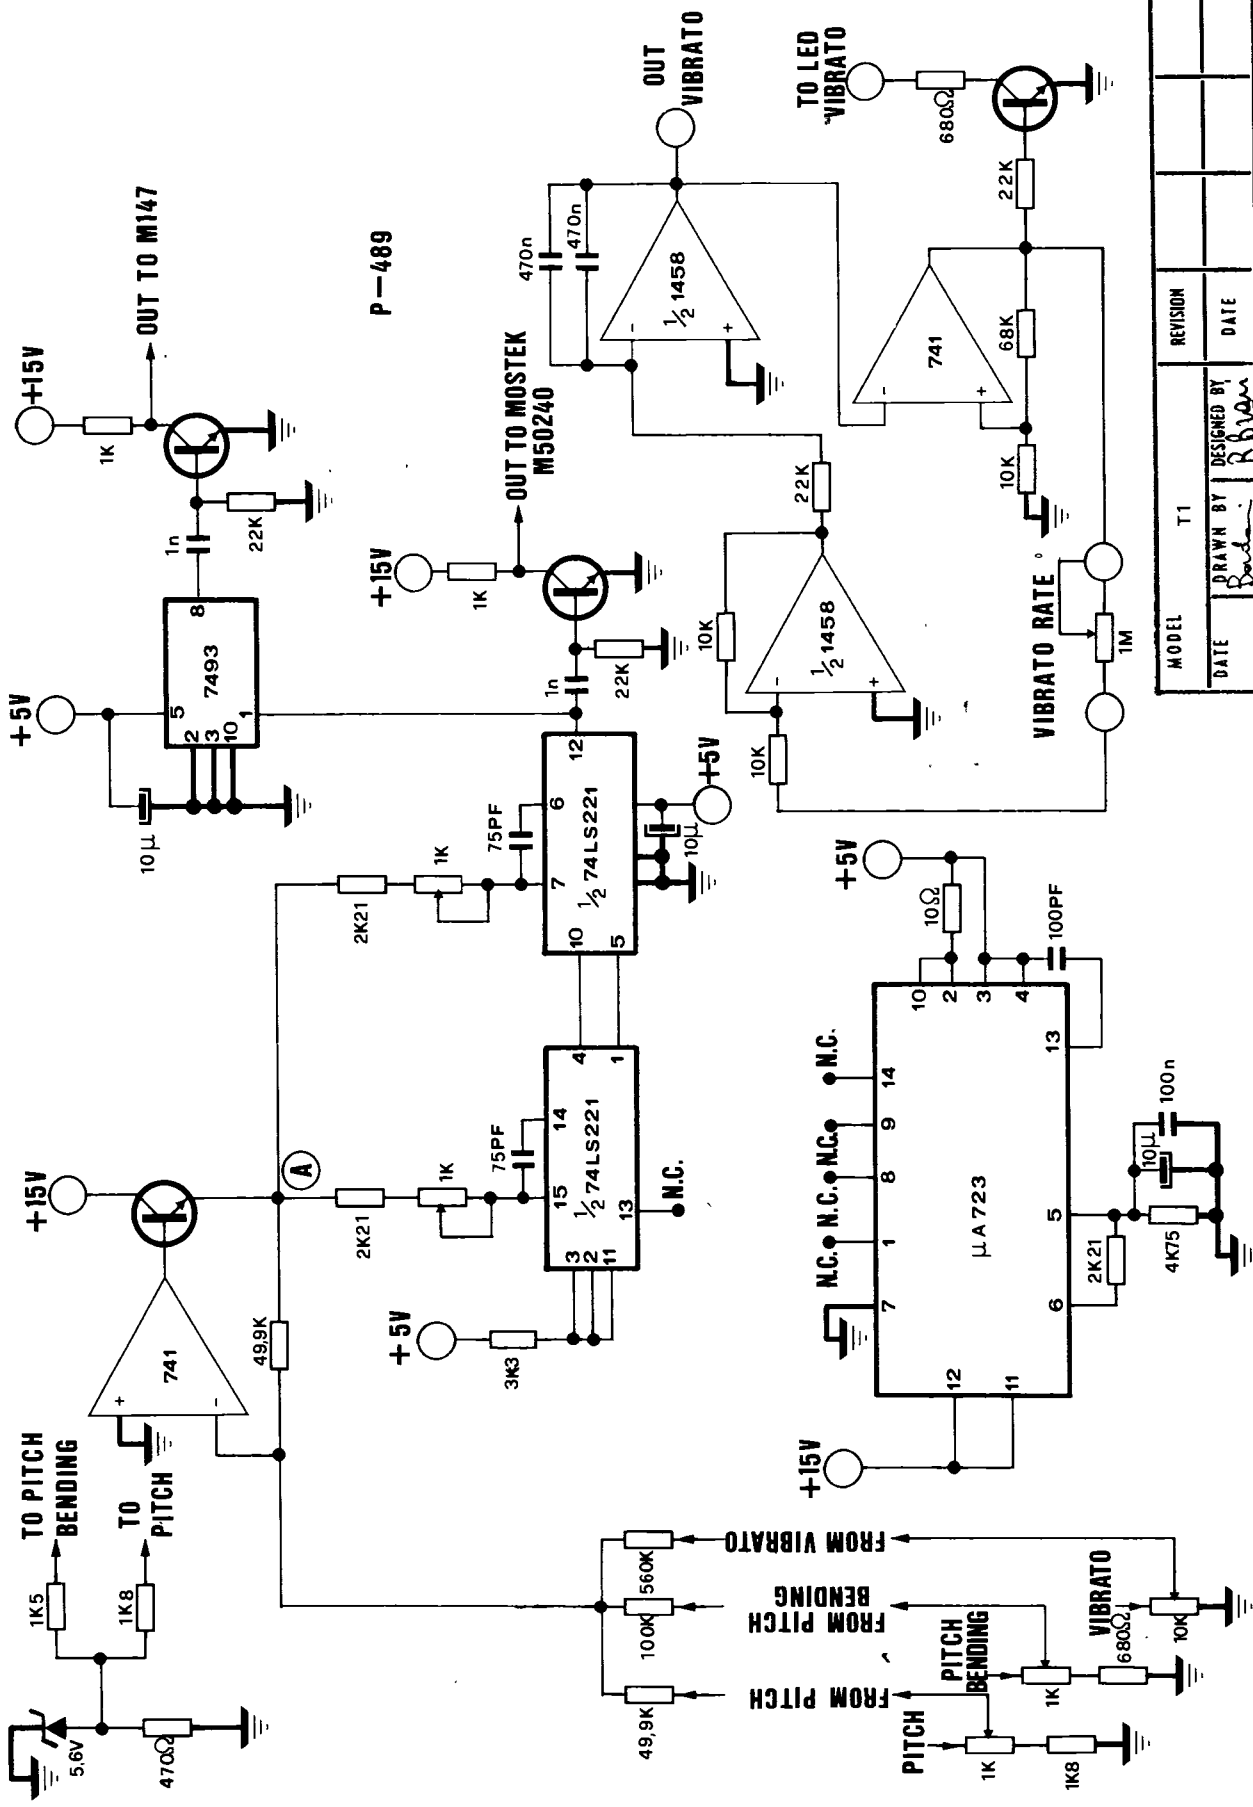 +15V
1K
OUT TO M147
+5V
5
2
3
10
1
7493
8
1n
22K
10μ
P-489
+15V
741
+
-
49,9K
A
TO PITCH
BENDING
TO
PITCH
1K5
1K8
5,6V
470Ω
2K21
1K
75PF
15
14
½ 74LS221
3
2
11
13
N.C.
4
1
+5V
3K3
2K21
1K
75PF
7
6
½ 74LS221
10
5
12
10μ
+5V
1n
22K
+15V
1K
OUT TO MOSTEK
M50240
470n
470n
½ 1458
-
+
OUT
VIBRATO
TO LED
VIBRATO
680Ω
22K
741
-
+
68K
10K
22K
10K
½ 1458
-
+
10K
VIBRATO RATE
1M
+15V
12
11
μA723
7
1
8
9
14
N.C.
N.C.
N.C.
N.C.
10
2
3
4
13
6
5
+5V
10Ω
100PF
2K21
4K75
10μ
100n
49,9K
100K
560K
FROM PITCH
FROM PITCH
BENDING
FROM VIBRATO
PITCH
1K
1K8
PITCH
BENDING
1K
680Ω
VIBRATO
10K
MODEL
T1
REVISION
DATE
DRAWN BY
DESIGNED BY
DATE